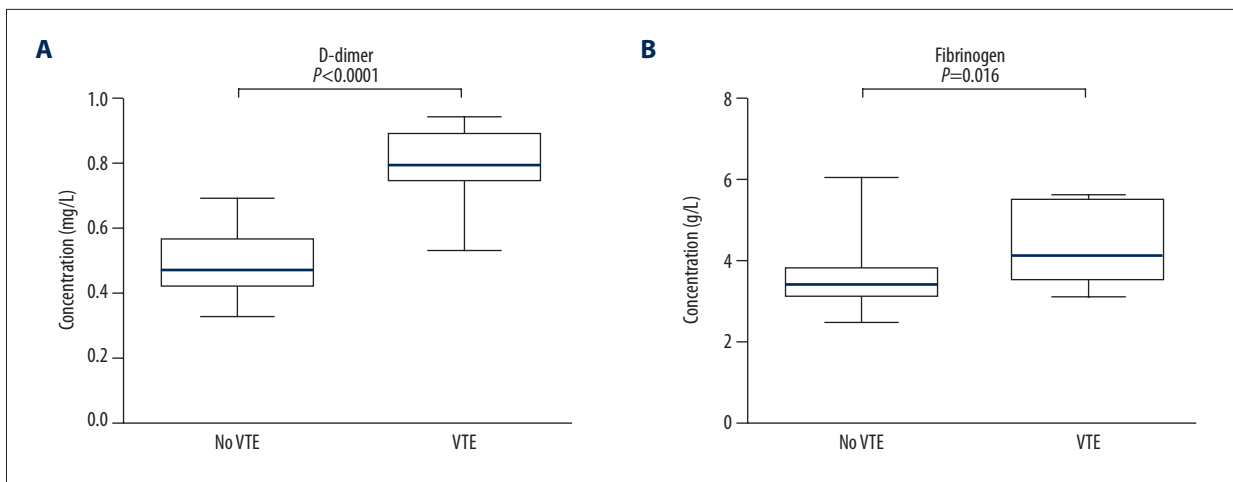 A
D-dimer
P<0.0001
Concentration (mg/L)
1.0
0.8
0.6
0.4
0.2
0.0
No VTE
VTE
B
Fibrinogen
P=0.016
Concentration (g/L)
8
6
4
2
0
No VTE
VTE